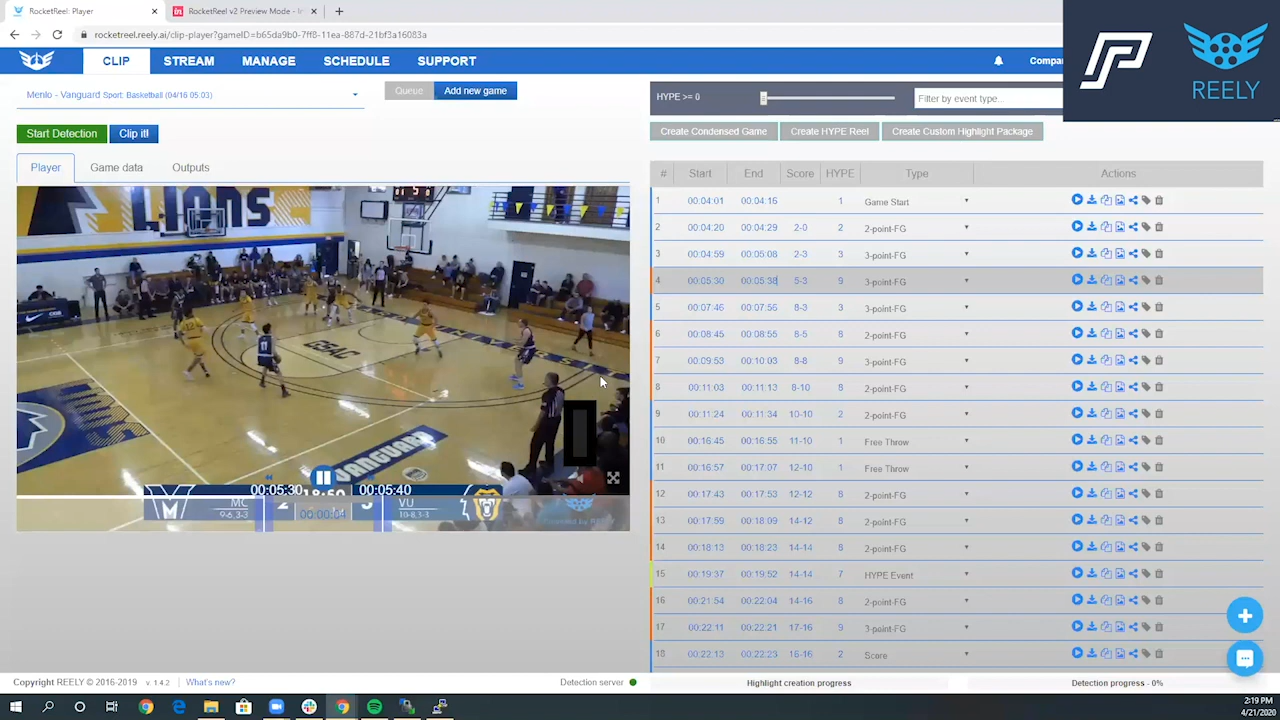 RocketReel: Player
RocketReel v2 Preview Mode - In
rocketreel.reely.ai/clip-player?gameID=b65da9b0-7ff8-11ea-887d-21bf3a16083a
CLIP STREAM MANAGE SCHEDULE SUPPORT
REELY
Menlo - Vanguard Sport: Basketball (04/16 05:03)
Queue Add new game
HYPE >= 0
Filter by event type...
Start Detection Clip it!
Create Condensed Game Create HYPE Reel Create Custom Highlight Package
Player Game data Outputs
# Start End Score HYPE Type Actions
1 00:04:01 00:04:16 1 Game Start
2 00:04:20 00:04:29 2-0 2 2-point-FG
3 00:04:59 00:05:08 2-3 3 3-point-FG
4 00:05:30 00:05:38 5-3 9 3-point-FG
5 00:07:46 00:07:55 8-3 3 3-point-FG
6 00:08:45 00:08:55 8-5 8 2-point-FG
7 00:09:53 00:10:03 8-8 9 3-point-FG
8 00:11:03 00:11:13 8-10 8 2-point-FG
9 00:11:24 00:11:34 10-10 2 2-point-FG
10 00:16:45 00:16:55 11-10 1 Free Throw
11 00:16:57 00:17:07 12-10 1 Free Throw
12 00:17:43 00:17:53 12-12 8 2-point-FG
13 00:17:59 00:18:09 14-12 8 2-point-FG
14 00:18:13 00:18:23 14-14 8 2-point-FG
15 00:19:37 00:19:52 14-14 7 HYPE Event
16 00:21:54 00:22:04 14-16 8 2-point-FG
17 00:22:11 00:22:21 17-16 9 3-point-FG
18 00:22:13 00:22:23 16-16 2 Score
LIONS
GSAC
VANGUARD
00:05:30 00:05:40
MC
9-6, 3-3
VU
10-8, 3-3
00:00:04
Powered by REELY
Copyright REELY © 2016-2019 v 1.4.2 What's new?
Detection server
Highlight creation progress
Detection progress - 0%
2:19 PM
4/21/2020